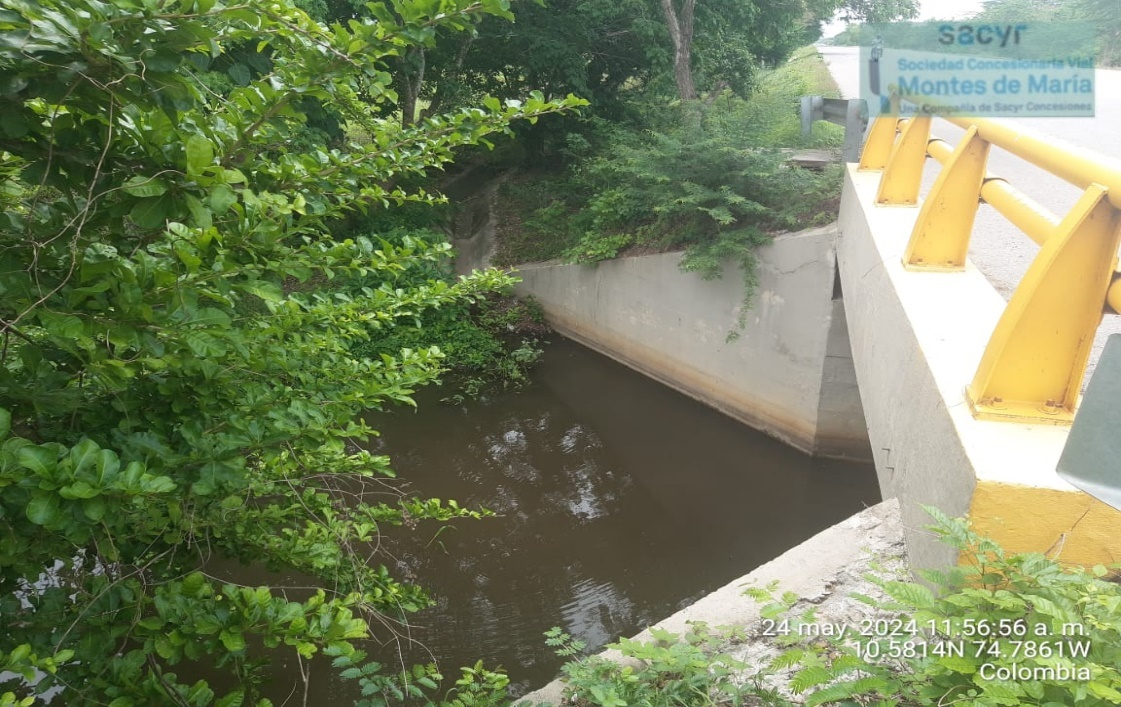 sacyr
Sociedad Concesionaria Vial
Montes de María
Una Compañía de Sacyr Concesiones
24 may. 2024 11:56:56 a. m.
10.5814N 74.7861W
Colombia